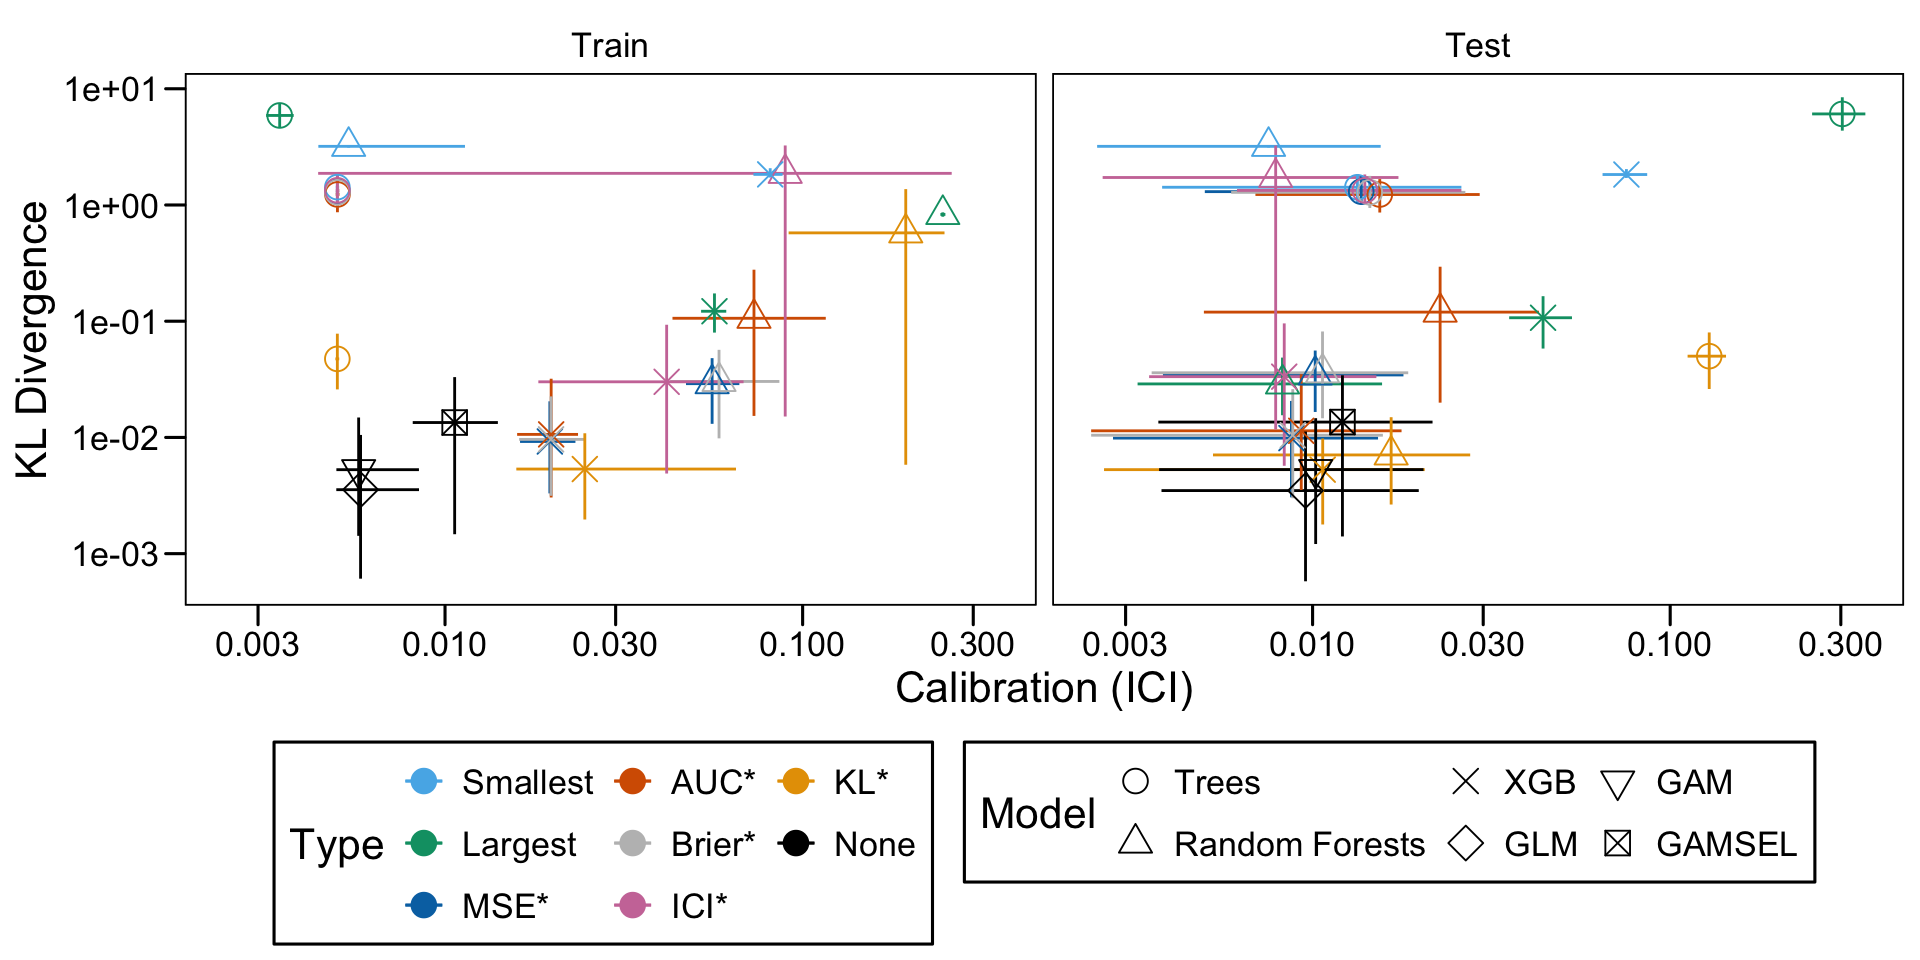 Train Test
KL Divergence
1e+01
1e+00
1e-01
1e-02
1e-03
0.003 0.010 0.030 0.100 0.300 0.003 0.010 0.030 0.100 0.300
Calibration (ICI)
Type
Smallest AUC* KL*
Largest Brier* None
MSE* ICI*
Model
Trees XGB GAM
Random Forests GLM GAMSEL